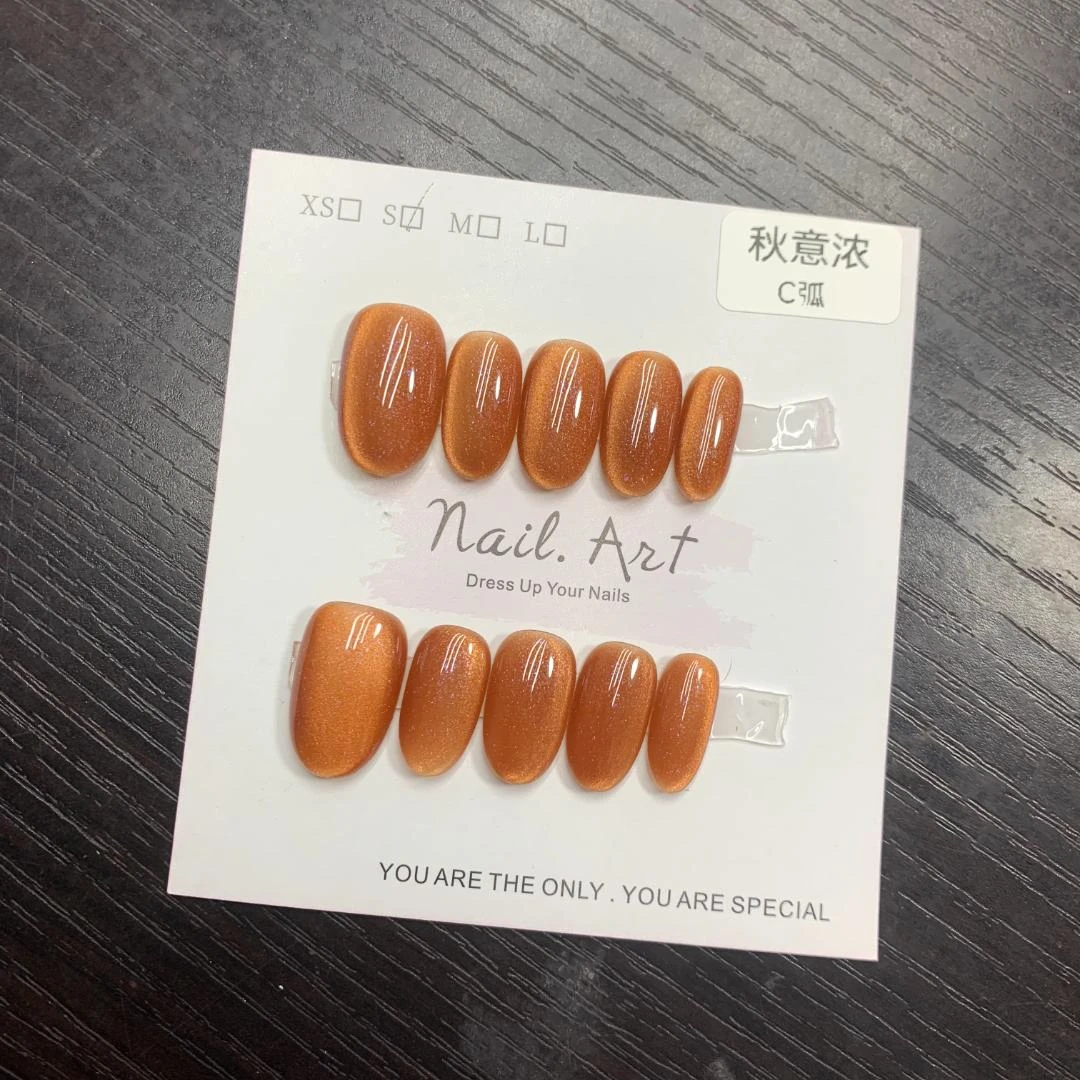 XS□ S☑ M□ L□
秋意浓
C弧
Nail. Art
Dress Up Your Nails
YOU ARE THE ONLY . YOU ARE SPECIAL